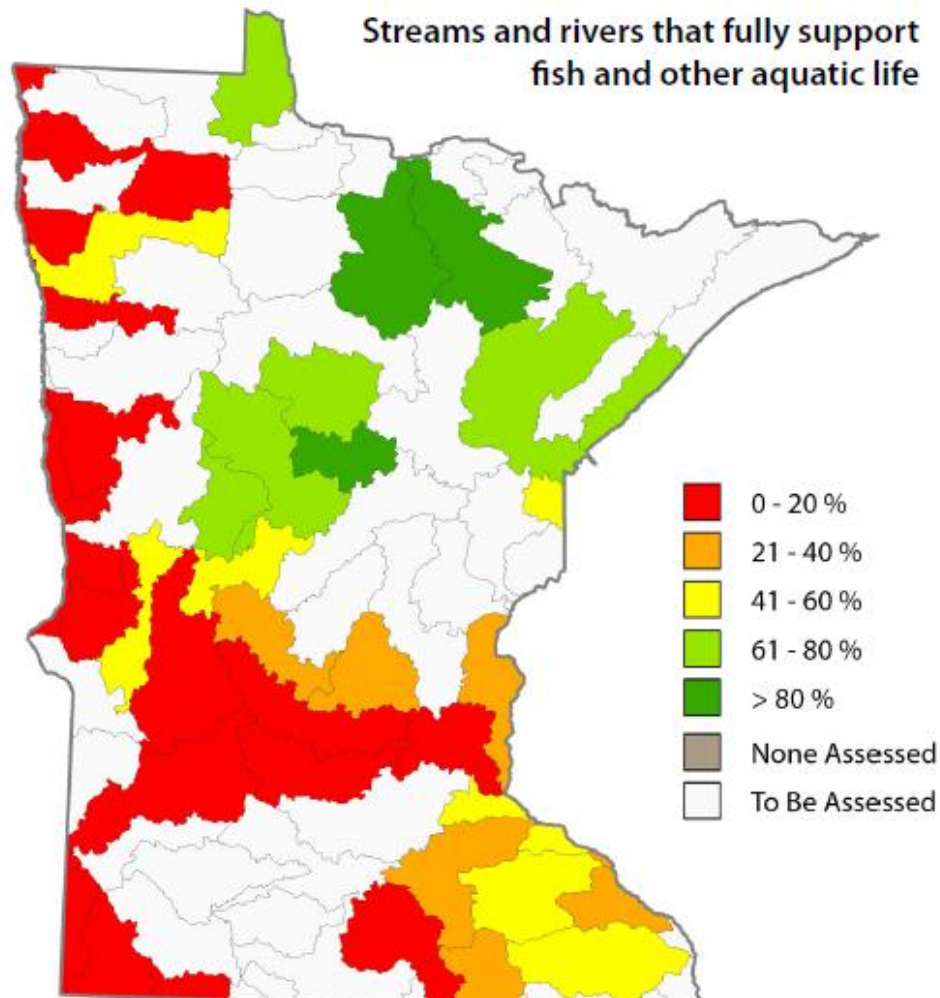 Streams and rivers that fully support
fish and other aquatic life
0 - 20 %
21 - 40 %
41 - 60 %
61 - 80 %
> 80 %
None Assessed
To Be Assessed